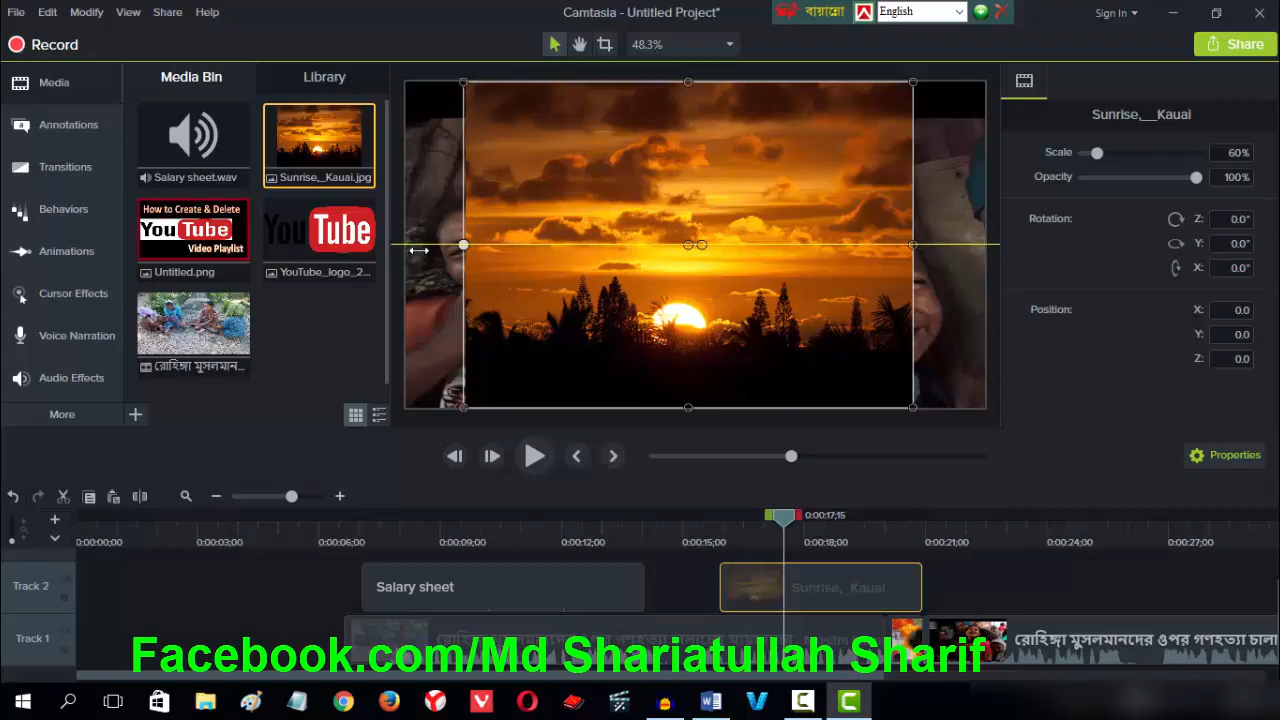 File Edit Modify View Share Help
Camtasia - Untitled Project*
বায়ান্নো
English
Sign In
Record
48.3%
Share
Media
Annotations
Transitions
Behaviors
Animations
Cursor Effects
Voice Narration
Audio Effects
More
Media Bin
Library
Salary sheet.wav
Sunrise,_Kauai.jpg
How to Create & Delete
YouTube
Video Playlist
Untitled.png
YouTube
YouTube_logo_2...
রোহিঙ্গা মুসলমান...
Sunrise,__Kauai
Scale 60%
Opacity 100%
Rotation: Z: 0.0°
Y: 0.0°
X: 0.0°
Position: X: 0.0
Y: 0.0
Z: 0.0
Properties
0:00:17;15
0:00:00;00 0:00:03;00 0:00:06;00 0:00:09;00 0:00:12;00 0:00:15;00 0:00:18;00 0:00:21;00 0:00:24;00 0:00:27;00
Track 2
Salary sheet
Sunrise,_Kauai
Track 1
রোহিঙ্গা মুসলমানদের ওপর গণহত্যা চালা
Facebook.com/Md Shariatullah Sharif